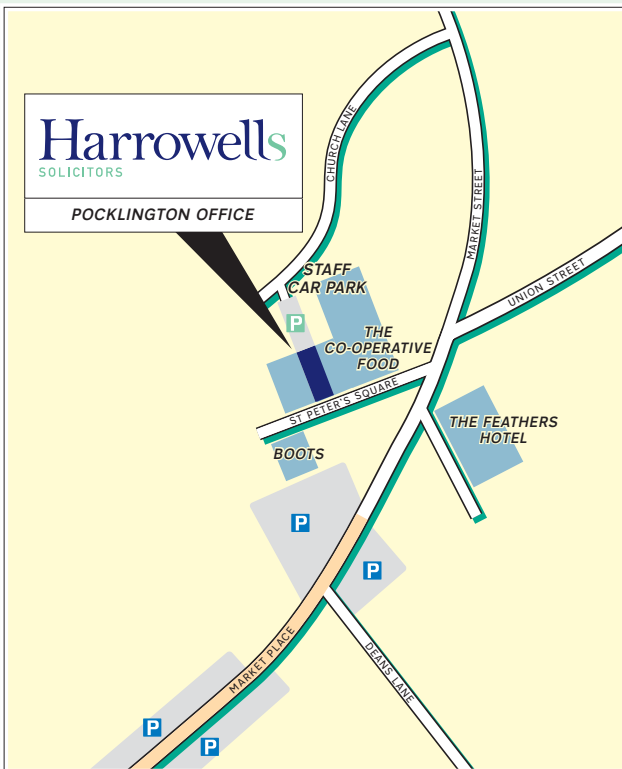 Harrowells
SOLICITORS
POCKLINGTON OFFICE
CHURCH LANE
MARKET STREET
UNION STREET
STAFF
CAR PARK
P
THE
CO-OPERATIVE
FOOD
ST PETER'S SQUARE
THE FEATHERS
HOTEL
BOOTS
P
P
MARKET PLACE
DEANS LANE
P
P